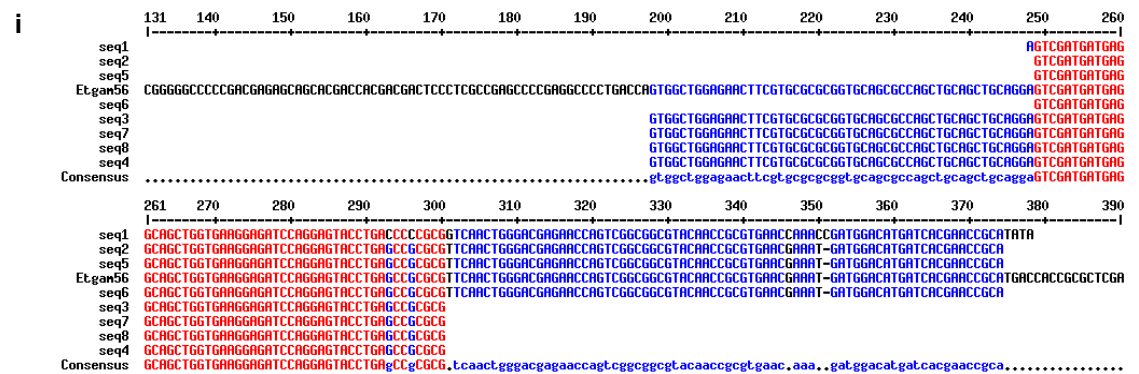 i
131 140 150 160 170 180 190 200 210 220 230 240 250 260
|--------+---------+---------+---------+---------+---------+---------+---------+---------+---------+---------+---------+---------|
seq1 AGTCGATGATGAG
seq2 GTCGATGATGAG
seq5 GTCGATGATGAG
Etgam56 CGGGGGCCCCCGACGAGAGCAGCACGACCACGACGACTCCCTCGCCGAGCCCCGAGGCCCCTGACCAGTGGCTGGAGAACTTCGTGCGCGCGGTGCAGCGCCAGCTGCAGCTGCAGGAGTCGATGATGAG
seq6 GTCGATGATGAG
seq3 GTGGCTGGAGAACTTCGTGCGCGCGGTGCAGCGCCAGCTGCAGCTGCAGGAGTCGATGATGAG
seq7 GTGGCTGGAGAACTTCGTGCGCGCGGTGCAGCGCCAGCTGCAGCTGCAGGAGTCGATGATGAG
seq8 GTGGCTGGAGAACTTCGTGCGCGCGGTGCAGCGCCAGCTGCAGCTGCAGGAGTCGATGATGAG
seq4 GTGGCTGGAGAACTTCGTGCGCGCGGTGCAGCGCCAGCTGCAGCTGCAGGAGTCGATGATGAG
Consensus ...................................................................gtggctggagaacttcgtgcgcgcggtgcagcgccagctgcagctgcaggaGTCGATGATGAG
261 270 280 290 300 310 320 330 340 350 360 370 380 390
|--------+---------+---------+---------+---------+---------+---------+---------+---------+---------+---------+---------+---------|
seq1 GCAGCTGGTGAAGGAGATCCAGGAGTACCTGACCCCCGCGGTCAACTGGGACGAGAACCAGTCGGCGGCGTACAACCGCGTGAACCAAACCGATGGACATGATCACGAACCGCATATA
seq2 GCAGCTGGTGAAGGAGATCCAGGAGTACCTGAGCCGCGCGTTCAACTGGGACGAGAACCAGTCGGCGGCGTACAACCGCGTGAACGAAAT-GATGGACATGATCACGAACCGCA
seq5 GCAGCTGGTGAAGGAGATCCAGGAGTACCTGAGCCGCGCGTTCAACTGGGACGAGAACCAGTCGGCGGCGTACAACCGCGTGAACGAAAT-GATGGACATGATCACGAACCGCA
Etgam56 GCAGCTGGTGAAGGAGATCCAGGAGTACCTGAGCCGCGCGTTCAACTGGGACGAGAACCAGTCGGCGGCGTACAACCGCGTGAACGAAAT-GATGGACATGATCACGAACCGCATGACCACCGCGCTCGA
seq6 GCAGCTGGTGAAGGAGATCCAGGAGTACCTGAGCCGCGCGTTCAACTGGGACGAGAACCAGTCGGCGGCGTACAACCGCGTGAACGAAAT-GATGGACATGATCACGAACCGCA
seq3 GCAGCTGGTGAAGGAGATCCAGGAGTACCTGAGCCGCGCG
seq7 GCAGCTGGTGAAGGAGATCCAGGAGTACCTGAGCCGCGCG
seq8 GCAGCTGGTGAAGGAGATCCAGGAGTACCTGAGCCGCGCG
seq4 GCAGCTGGTGAAGGAGATCCAGGAGTACCTGAGCCGCGCG
Consensus GCAGCTGGTGAAGGAGATCCAGGAGTACCTGAgCCgCGCG.tcaactgggacgagaaccagtcggcggcgtacaaccgcgtgaac.aaa..gatggacatgatcacgaaccgca................